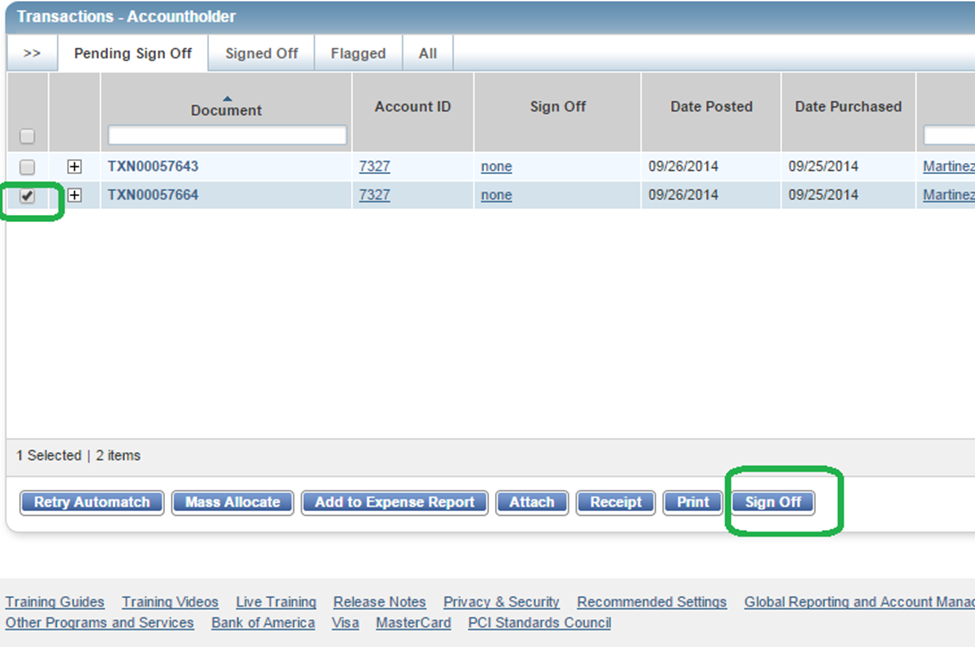 Transactions - Accountholder
>> Pending Sign Off Signed Off Flagged All
Document Account ID Sign Off Date Posted Date Purchased
TXN00057643 7327 none 09/26/2014 09/25/2014 Martinez
TXN00057664 7327 none 09/26/2014 09/25/2014 Martinez
1 Selected | 2 items
Retry Automatch Mass Allocate Add to Expense Report Attach Receipt Print Sign Off
Training Guides Training Videos Live Training Release Notes Privacy & Security Recommended Settings Global Reporting and Account Manag
Other Programs and Services Bank of America Visa MasterCard PCI Standards Council